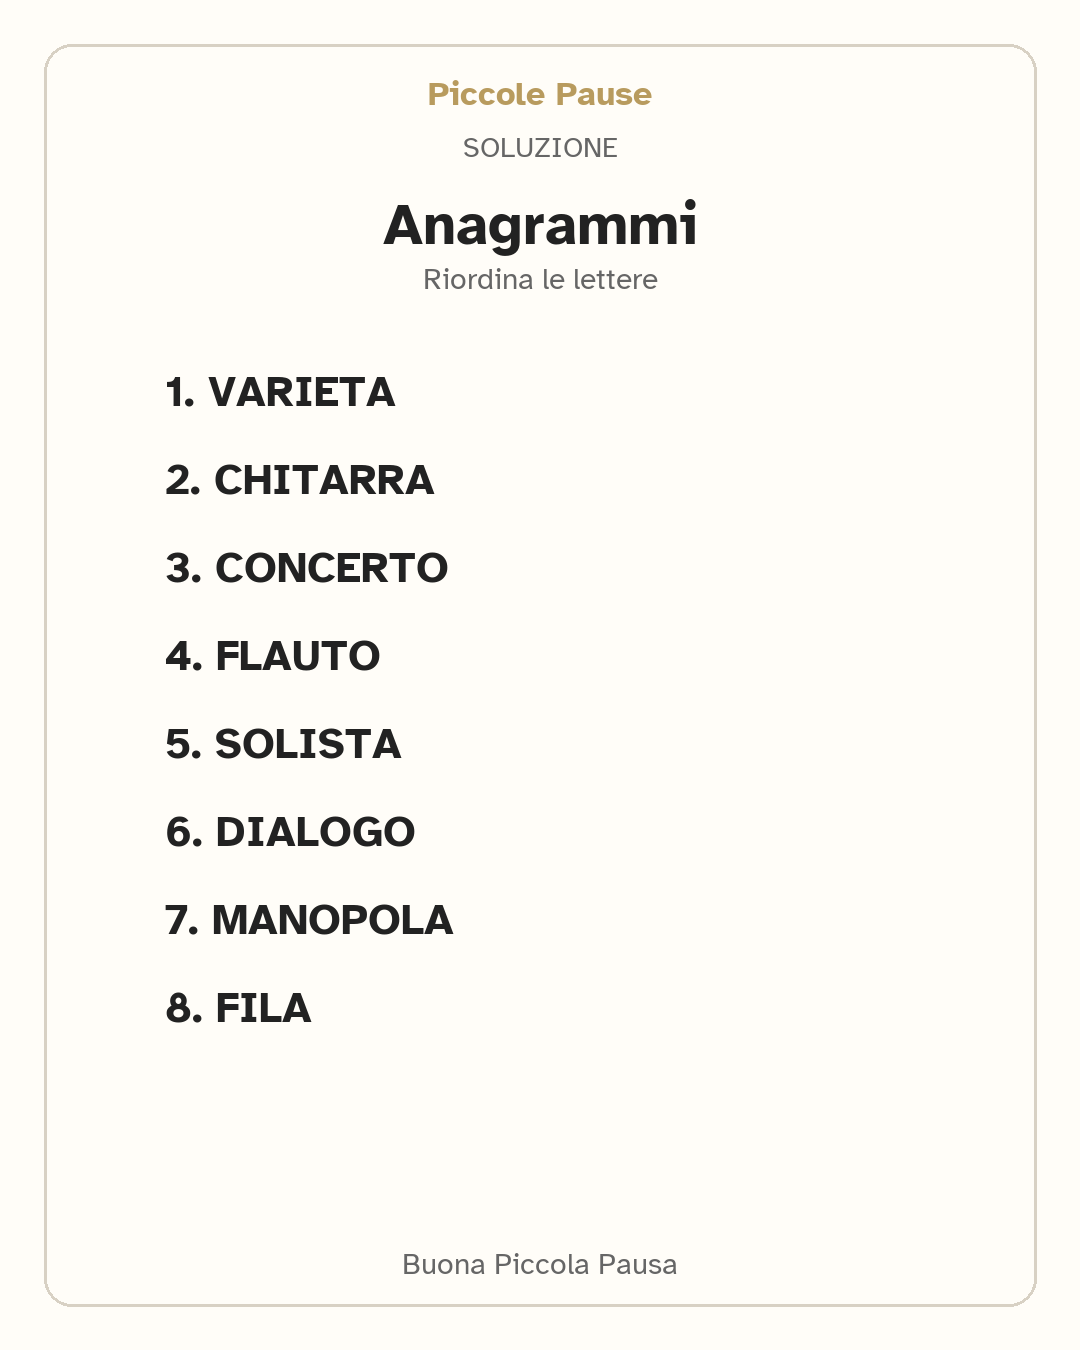 Piccole Pause
SOLUZIONE
Anagrammi
Riordina le lettere
1. VARIETA
2. CHITARRA
3. CONCERTO
4. FLAUTO
5. SOLISTA
6. DIALOGO
7. MANOPOLA
8. FILA
Buona Piccola Pausa